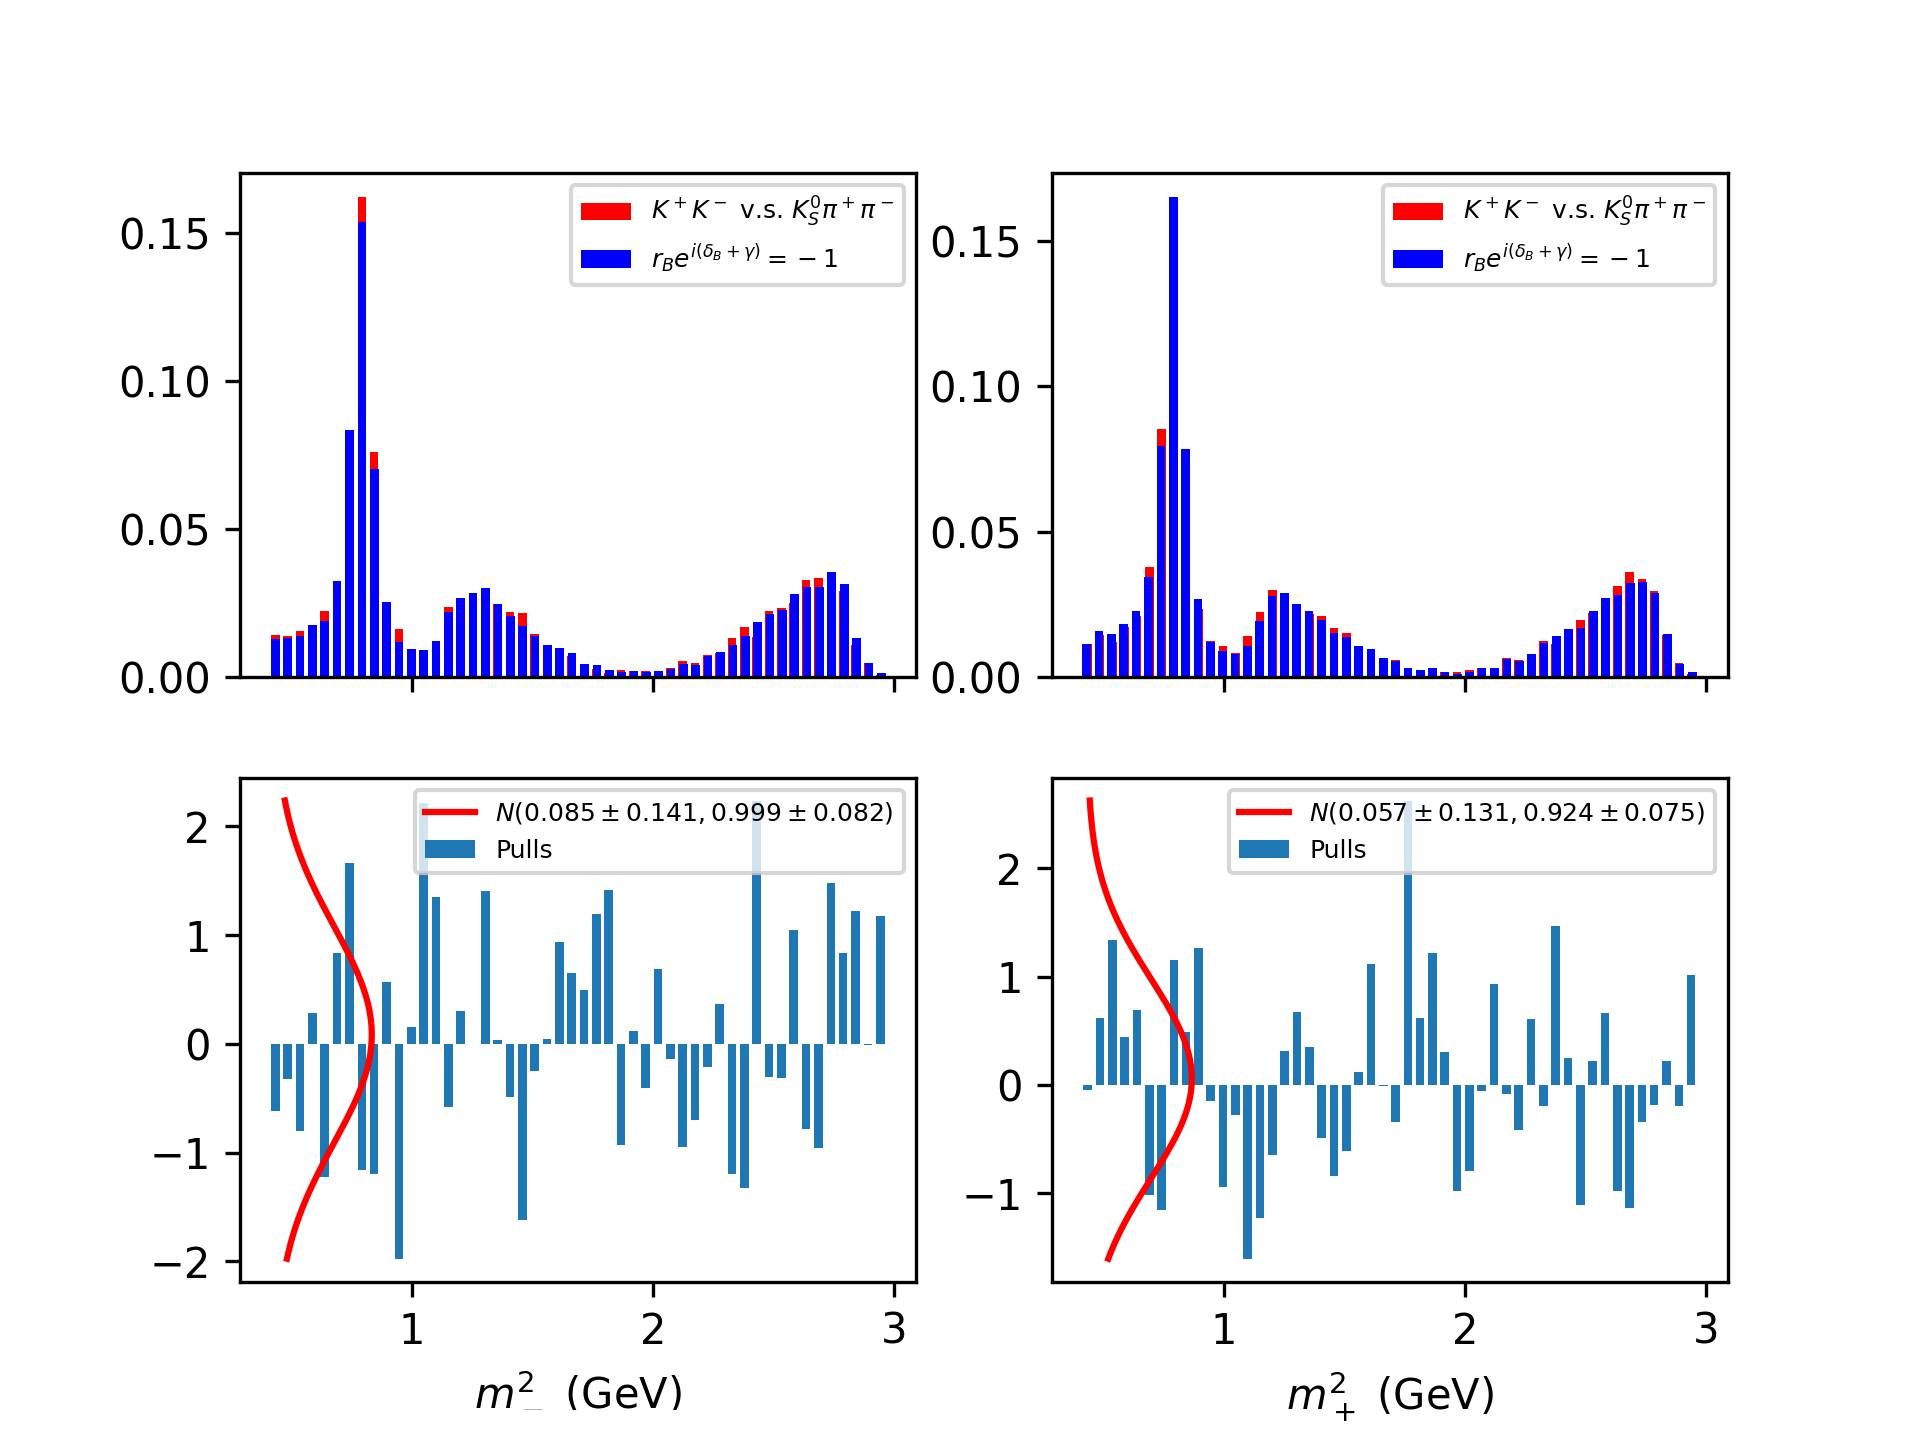 K⁺K⁻ v.s. K⁰_Sπ⁺π⁻
r_Be^{i(δ_B+γ)} = −1
0.15
0.10
0.05
0.00
K⁺K⁻ v.s. K⁰_Sπ⁺π⁻
r_Be^{i(δ_B+γ)} = −1
0.15
0.10
0.05
0.00
N(0.085 ± 0.141, 0.999 ± 0.082)
Pulls
2
1
0
−1
−2
1 2 3
m²₋ (GeV)
N(0.057 ± 0.131, 0.924 ± 0.075)
Pulls
2
1
0
−1
1 2 3
m²₊ (GeV)